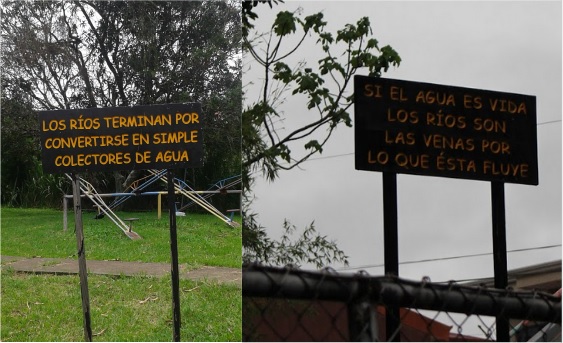 LOS RÍOS TERMINAN POR
CONVERTIRSE EN SIMPLE
COLECTORES DE AGUA
SI EL AGUA ES VIDA
LOS RÍOS SON
LAS VENAS POR
LO QUE ÉSTA FLUYE